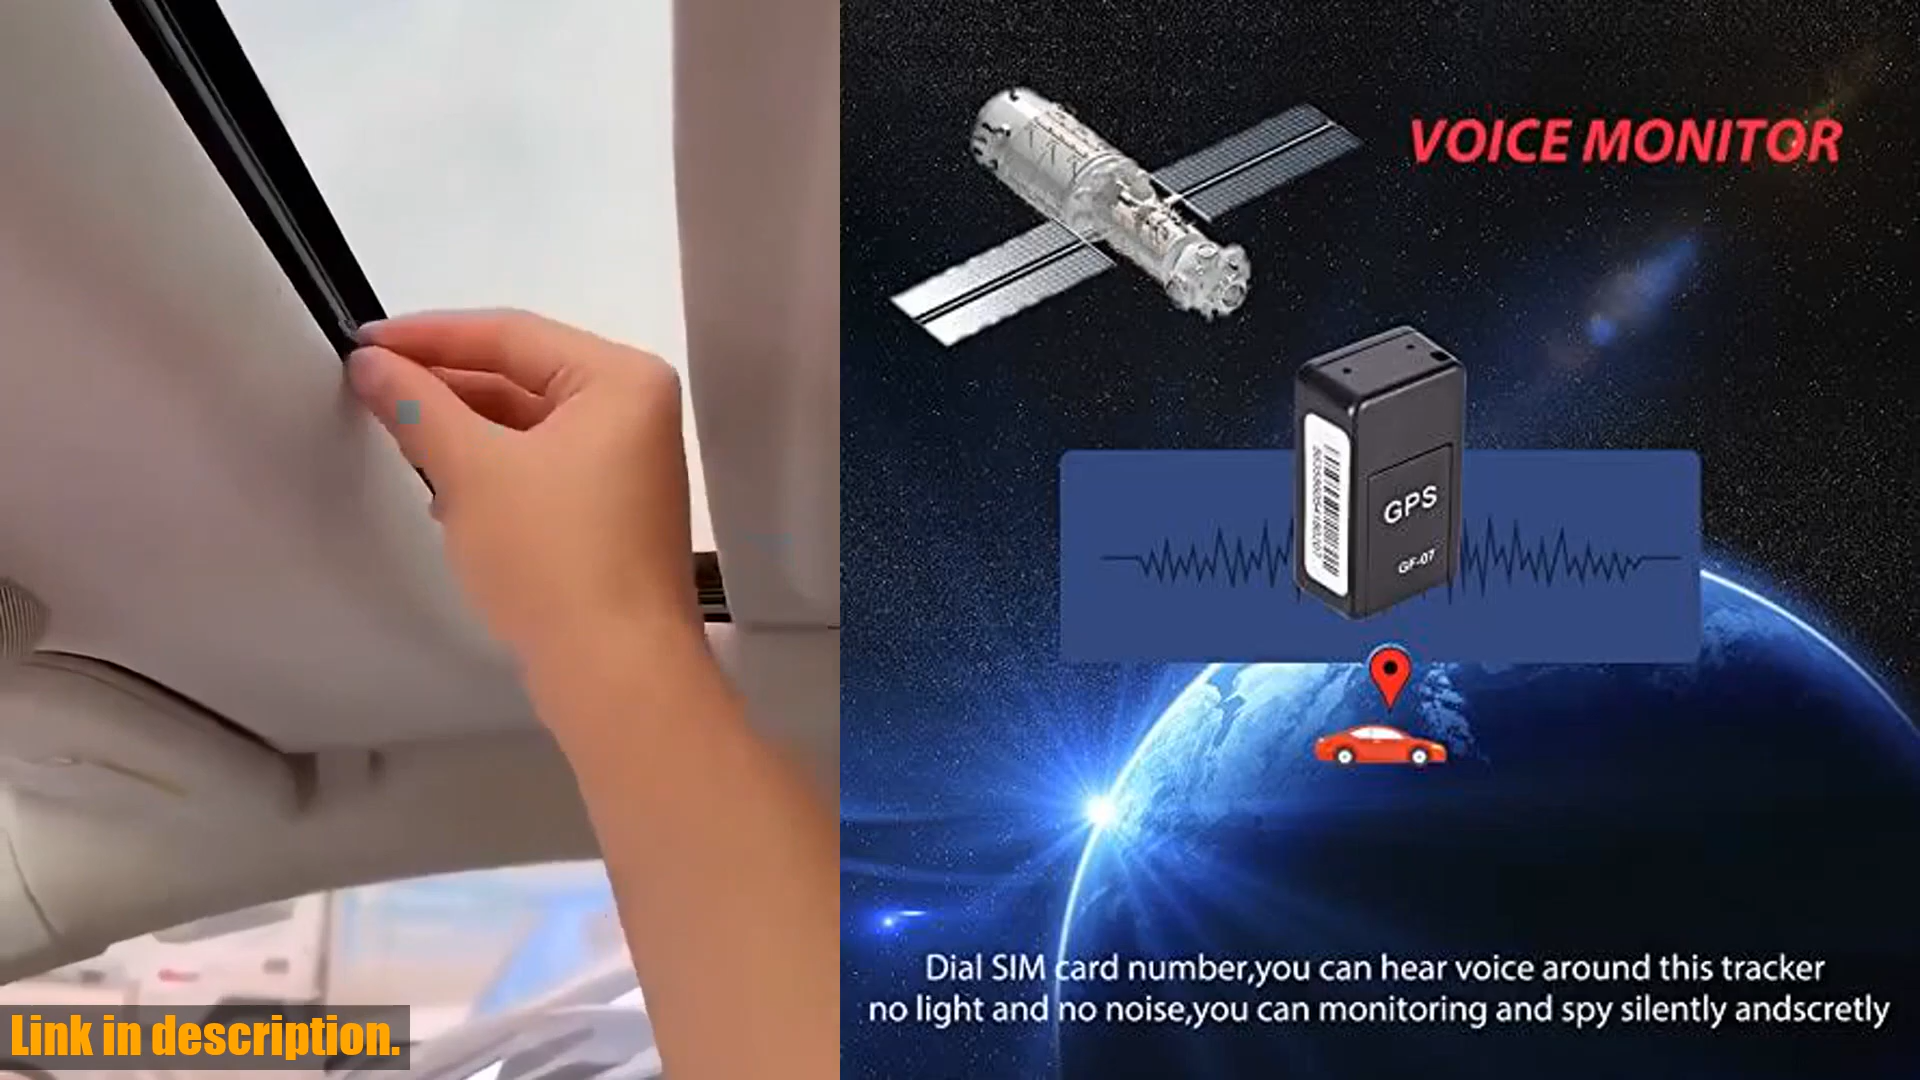 VOICE MONITOR
GPS
GF-07
Dial SIM card number,you can hear voice around this tracker
no light and no noise,you can monitoring and spy silently andscretly
Link in description.